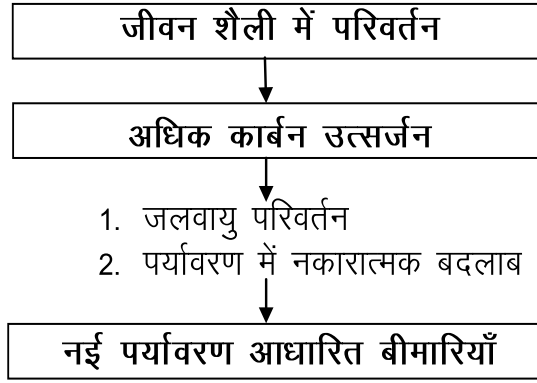 जीवन शैली में परिवर्तन
अधिक कार्बन उत्सर्जन
1. जलवायु परिवर्तन
2. पर्यावरण में नकारात्मक बदलाब
नई पर्यावरण आधारित बीमारियाँ